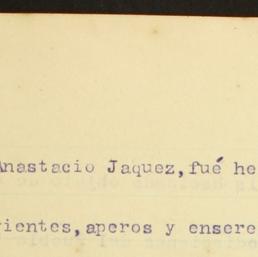 Anastacio Jaquez, fué he
ientes, aperos y ensere